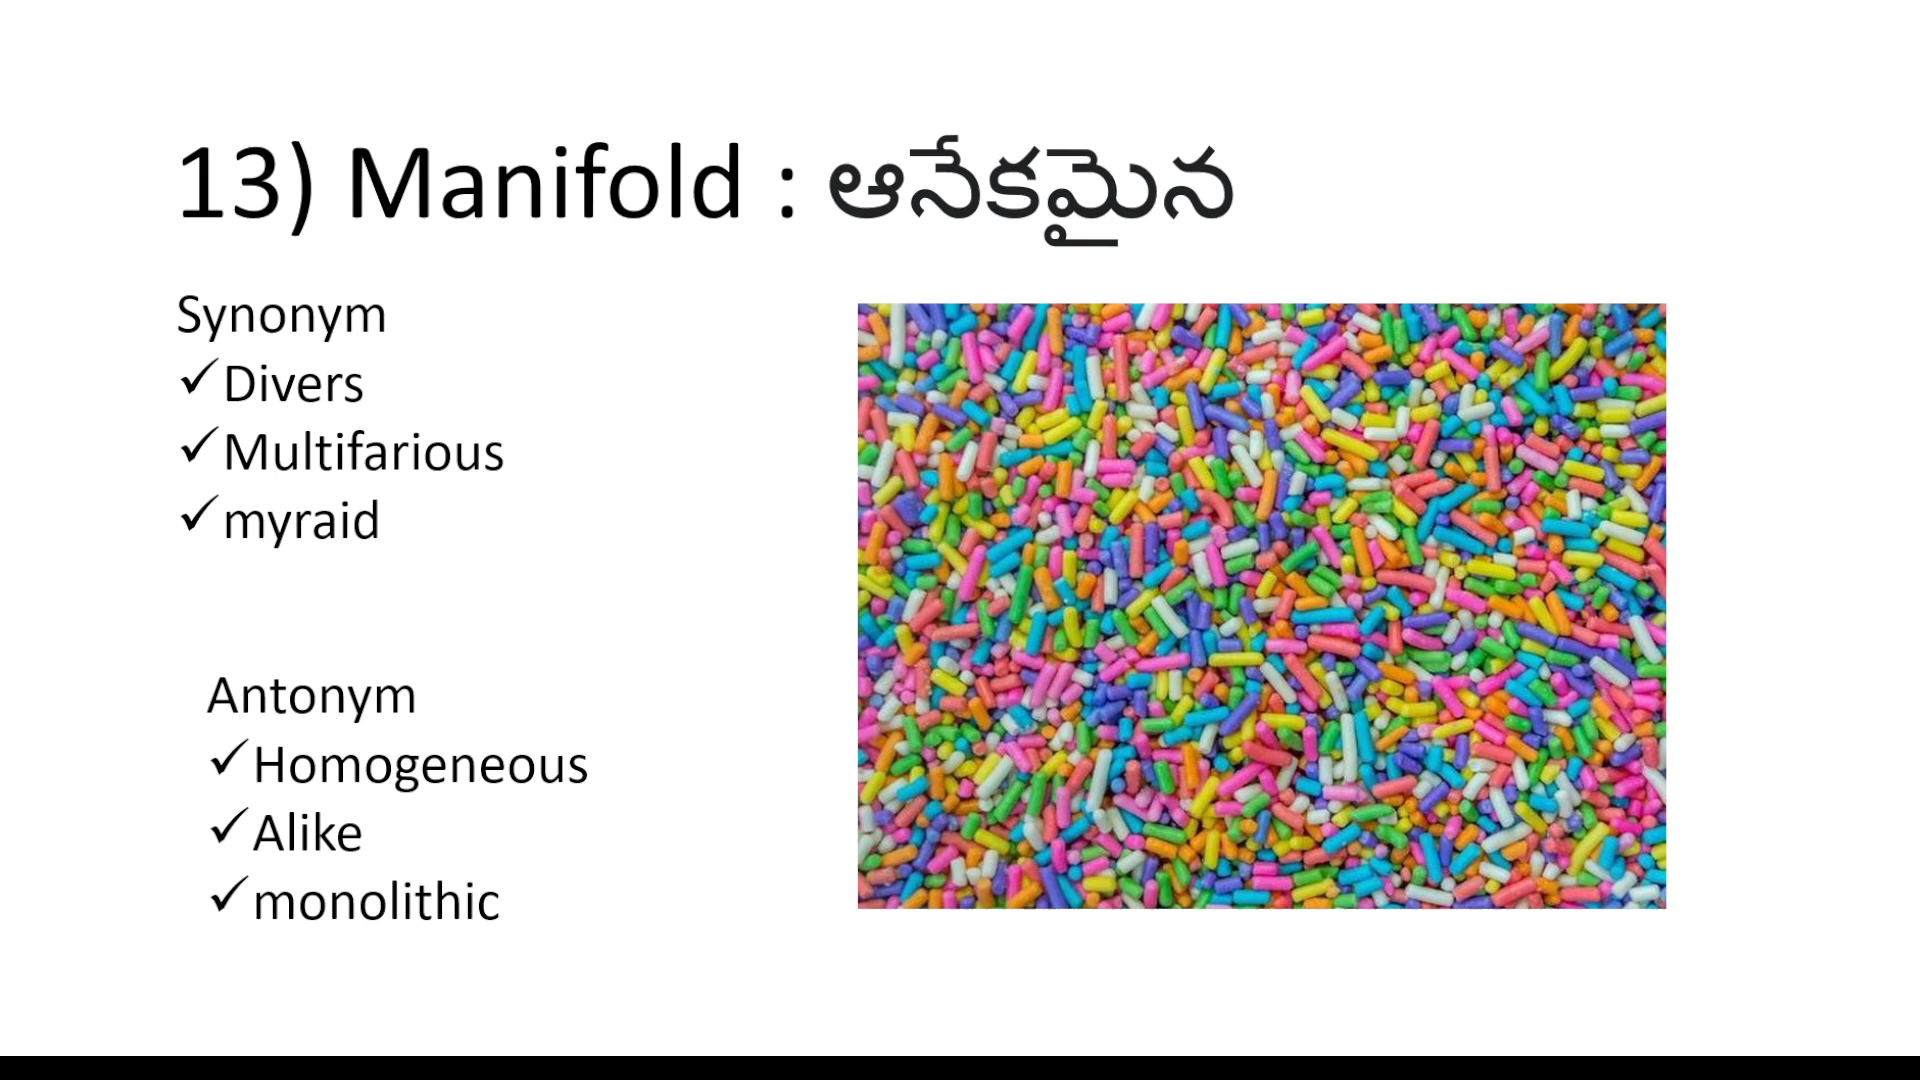 13) Manifold : ఆనేకమైన
Synonym
✓Divers
✓Multifarious
✓myraid
Antonym
✓Homogeneous
✓Alike
✓monolithic